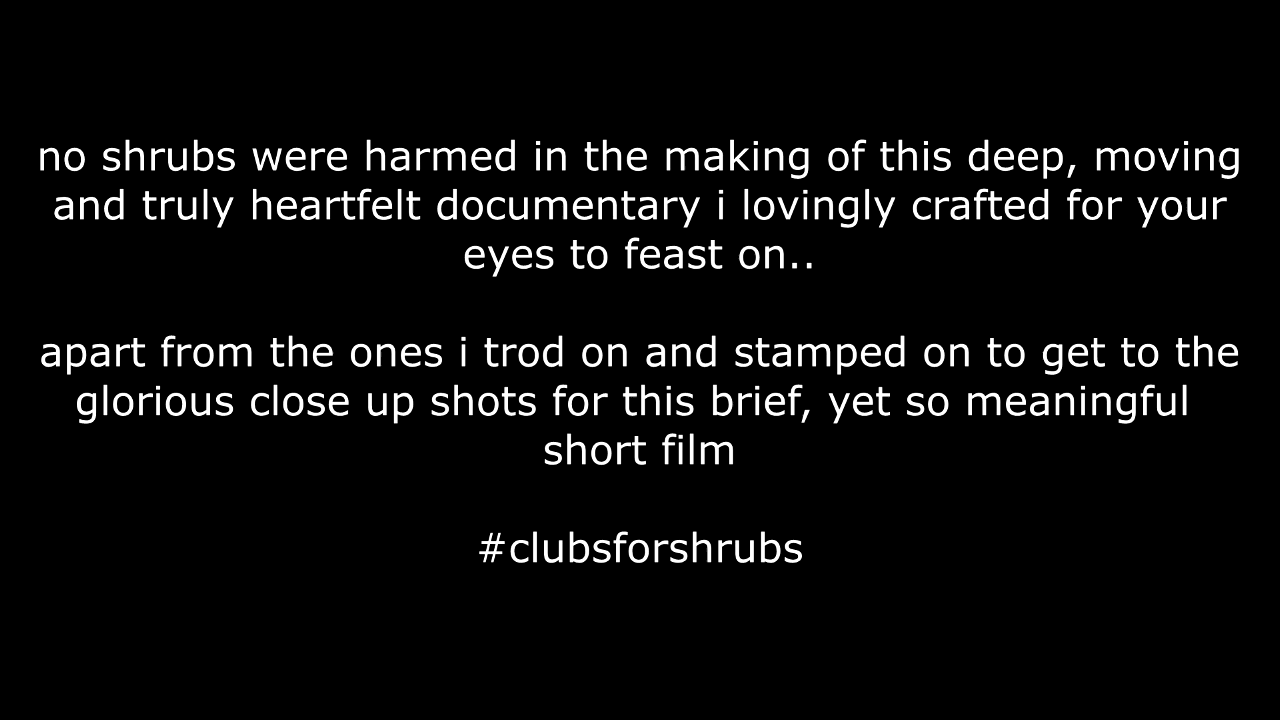 no shrubs were harmed in the making of this deep, moving
and truly heartfelt documentary i lovingly crafted for your
eyes to feast on..
apart from the ones i trod on and stamped on to get to the
glorious close up shots for this brief, yet so meaningful
short film
#clubsforshrubs